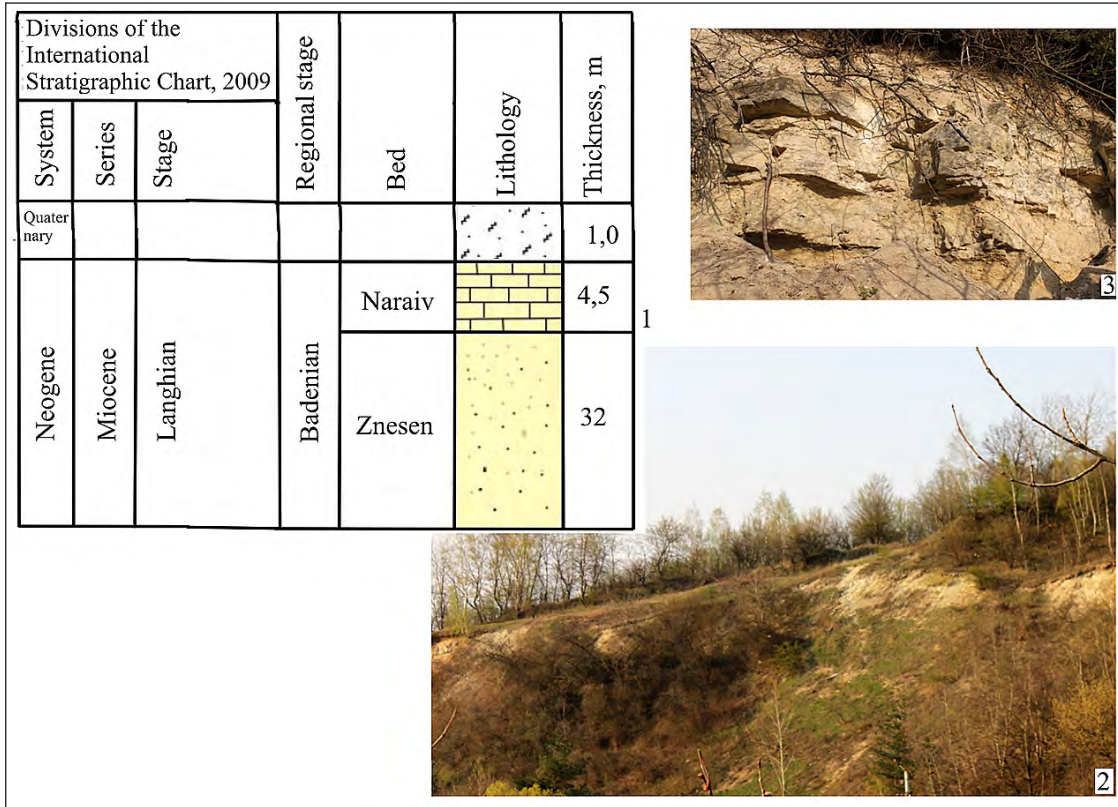 Divisions of the
International
Stratigraphic Chart, 2009
System
Series
Stage
Regional stage
Bed
Lithology
Thickness, m
Quater
nary
1,0
Neogene
Miocene
Langhian
Badenian
Naraiv
4,5
Znesen
32
1
3
2